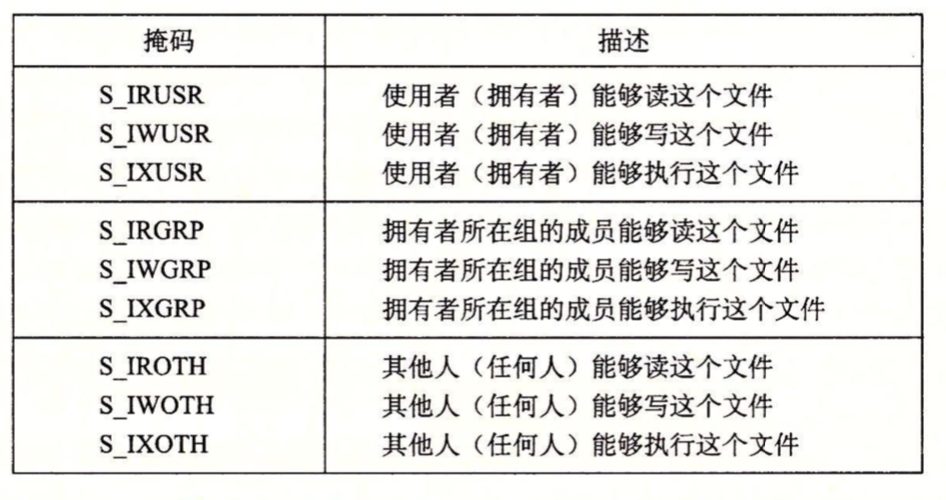 掩码 描述
S_IRUSR 使用者（拥有者）能够读这个文件
S_IWUSR 使用者（拥有者）能够写这个文件
S_IXUSR 使用者（拥有者）能够执行这个文件
S_IRGRP 拥有者所在组的成员能够读这个文件
S_IWGRP 拥有者所在组的成员能够写这个文件
S_IXGRP 拥有者所在组的成员能够执行这个文件
S_IROTH 其他人（任何人）能够读这个文件
S_IWOTH 其他人（任何人）能够写这个文件
S_IXOTH 其他人（任何人）能够执行这个文件